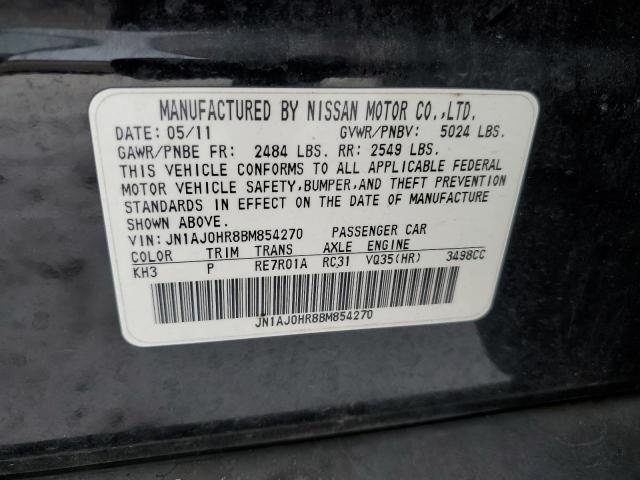 MANUFACTURED BY NISSAN MOTOR CO.,LTD.
DATE: 05/11 GVWR/PNBV: 5024 LBS.
GAWR/PNBE FR: 2484 LBS. RR: 2549 LBS.
THIS VEHICLE CONFORMS TO ALL APPLICABLE FEDERAL
MOTOR VEHICLE SAFETY,BUMPER,AND THEFT PREVENTION
STANDARDS IN EFFECT ON THE DATE OF MANUFACTURE
SHOWN ABOVE.
VIN: JN1AJ0HR8BM854270 PASSENGER CAR
COLOR TRIM TRANS AXLE ENGINE
KH3 P RE7R01A RC31 VQ35(HR) 3498CC
JN1AJ0HR8BM854270